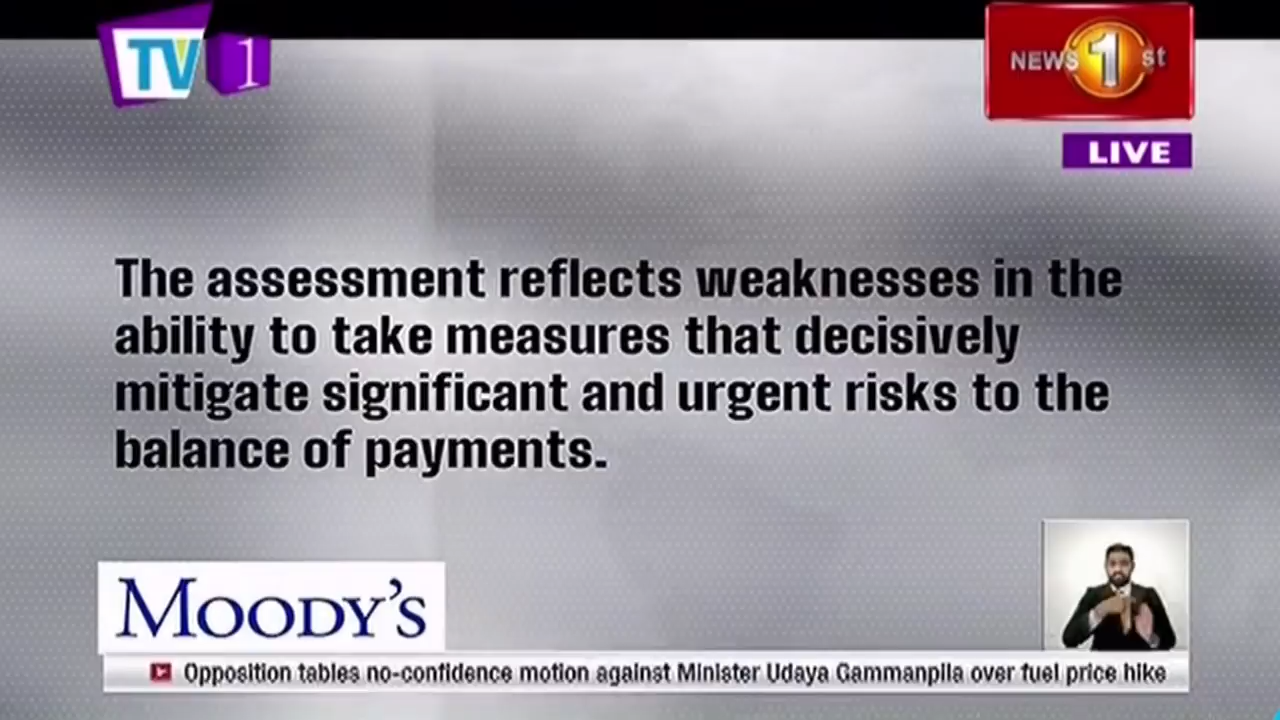 TV 1
NEWS 1st
LIVE
The assessment reflects weaknesses in the
ability to take measures that decisively
mitigate significant and urgent risks to the
balance of payments.
MOODY'S
Opposition tables no-confidence motion against Minister Udaya Gammanpila over fuel price hike